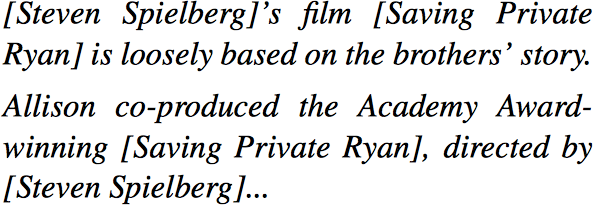 [Steven Spielberg]’s film [Saving Private
Ryan] is loosely based on the brothers’ story.
Allison co-produced the Academy Award-
winning [Saving Private Ryan], directed by
[Steven Spielberg]...